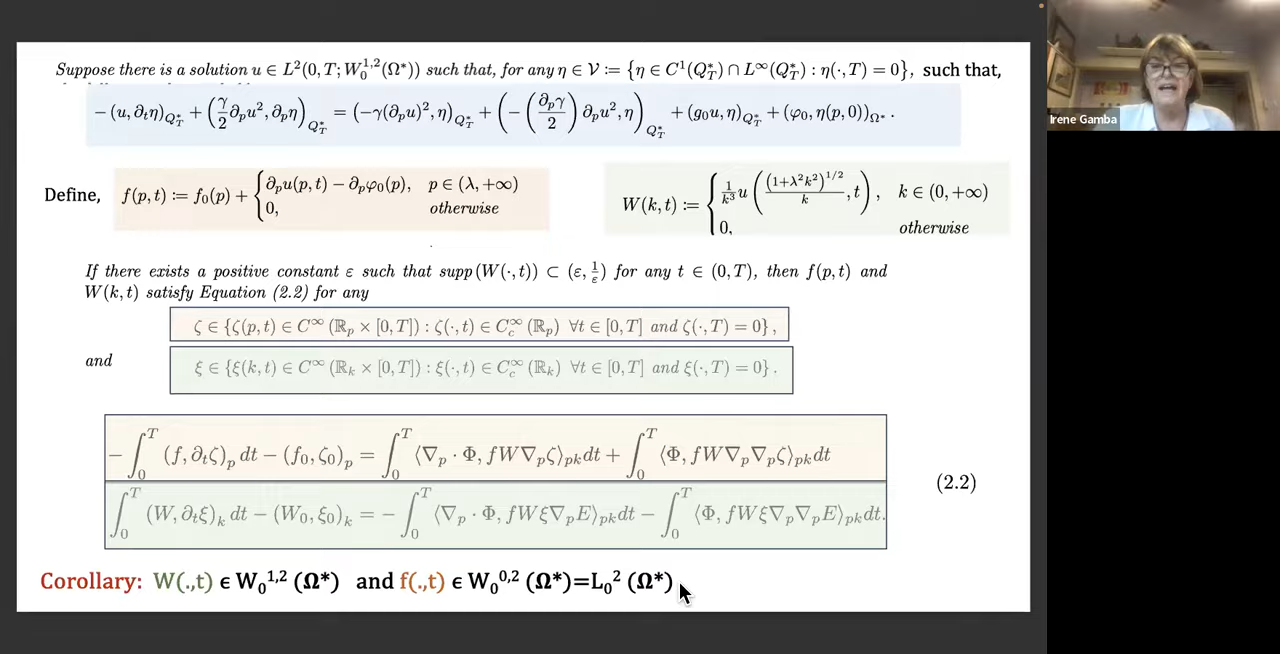 Suppose there is a solution u ∈ L²(0, T; W₀^{1,2}(Ω*)) such that, for any η ∈ 𝒱 := {η ∈ C¹(Q*_T) ∩ L^∞(Q*_T) : η(·, T) = 0}, such that,
− (u, ∂_tη)_{Q*_T} + (γ/2 ∂_pu², ∂_pη)_{Q*_T} = (−γ(∂_pu)², η)_{Q*_T} + (−(∂_pγ/2) ∂_pu², η)_{Q*_T} + (g₀u, η)_{Q*_T} + (φ₀, η(p, 0))_{Ω*} .
Define, f(p, t) := f₀(p) + { ∂_pu(p, t) − ∂_pφ₀(p), p ∈ (λ, +∞)
0, otherwise
W(k, t) := { 1/k³ u ( (1+λ²k²)^{1/2}/k , t ) , k ∈ (0, +∞)
0, otherwise
If there exists a positive constant ε such that supp (W(·, t)) ⊂ (ε, 1/ε) for any t ∈ (0, T), then f(p, t) and
W(k, t) satisfy Equation (2.2) for any
ζ ∈ {ζ(p, t) ∈ C^∞ (ℝ_p × [0, T]) : ζ(·, t) ∈ C_c^∞ (ℝ_p) ∀t ∈ [0, T] and ζ(·, T) = 0} ,
and
ξ ∈ {ξ(k, t) ∈ C^∞ (ℝ_k × [0, T]) : ξ(·, t) ∈ C_c^∞ (ℝ_k) ∀t ∈ [0, T] and ξ(·, T) = 0} .
− ∫₀^T (f, ∂_tζ)_p dt − (f₀, ζ₀)_p = ∫₀^T ⟨∇_p · Φ, fW∇_pζ⟩_{pk}dt + ∫₀^T ⟨Φ, fW∇_p∇_pζ⟩_{pk}dt
(2.2)
∫₀^T (W, ∂_tξ)_k dt − (W₀, ξ₀)_k = − ∫₀^T ⟨∇_p · Φ, fWξ∇_pE⟩_{pk}dt − ∫₀^T ⟨Φ, fWξ∇_p∇_pE⟩_{pk}dt.
Corollary: W(.,t) ϵ W₀^{1,2} (Ω*) and f(.,t) ϵ W₀^{0,2} (Ω*)=L₀² (Ω*)
Irene Gamba